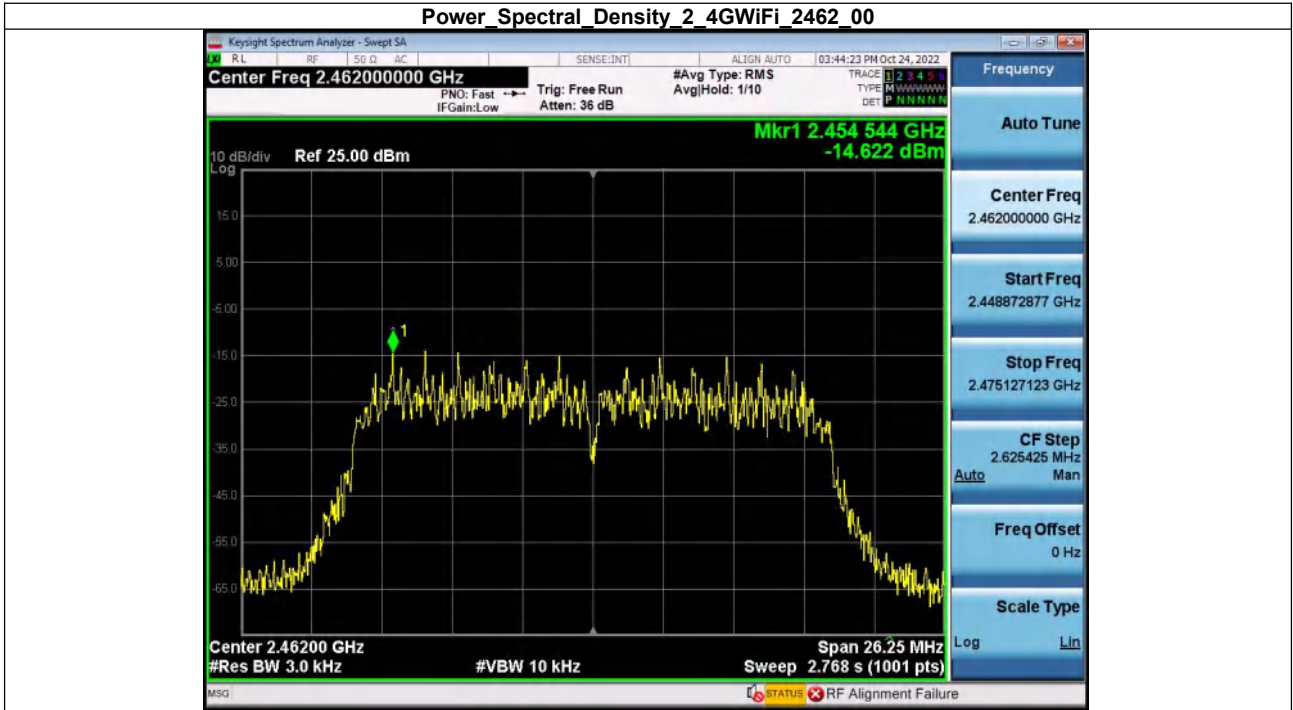 Power_Spectral_Density_2_4GWiFi_2462_00
Keysight Spectrum Analyzer - Swept SA
RL RF 50 Ω AC SENSE:INT ALIGN AUTO 03:44:23 PM Oct 24, 2022
Center Freq 2.462000000 GHz
PNO: Fast
IFGain:Low
Trig: Free Run
Atten: 36 dB
#Avg Type: RMS
Avg|Hold: 1/10
TRACE 1 2 3 4 5 6
TYPE M WWWWW
DET P N N N N N
Mkr1 2.454 544 GHz
-14.622 dBm
10 dB/div Ref 25.00 dBm
Log
15.0
5.00
-5.00
-15.0
-25.0
-35.0
-45.0
-55.0
-65.0
1
Center 2.46200 GHz Span 26.25 MHz
#Res BW 3.0 kHz #VBW 10 kHz Sweep 2.768 s (1001 pts)
MSG STATUS RF Alignment Failure
Frequency
Auto Tune
Center Freq
2.462000000 GHz
Start Freq
2.448872877 GHz
Stop Freq
2.475127123 GHz
CF Step
2.625425 MHz
Auto Man
Freq Offset
0 Hz
Scale Type
Log Lin